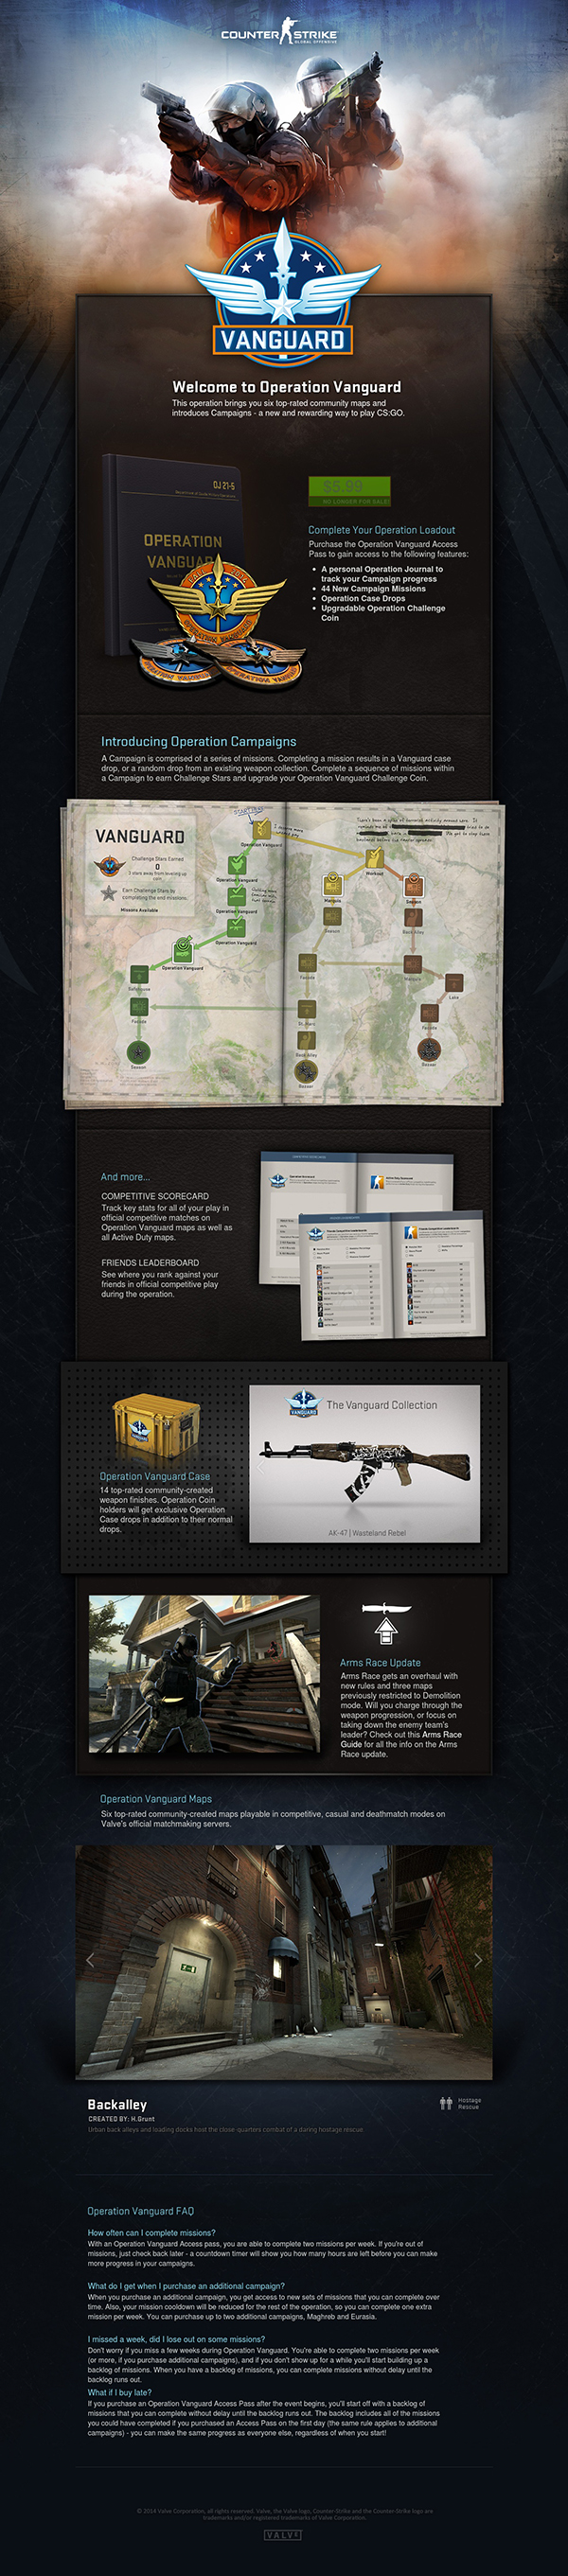 COUNTER STRIKE
GLOBAL OFFENSIVE
VANGUARD
Welcome to Operation Vanguard
This operation brings you six top-rated community maps and
introduces Campaigns - a new and rewarding way to play CS:GO.
OJ 21-5
OPERATION
VANGUARD
$5.99
NO LONGER FOR SALE!
Complete Your Operation Loadout
Purchase the Operation Vanguard Access
Pass to gain access to the following features:
A personal Operation Journal to
track your Campaign progress
44 New Campaign Missions
Operation Case Drops
Upgradable Operation Challenge
Coin
Introducing Operation Campaigns
A Campaign is comprised of a series of missions. Completing a mission results in a Vanguard case
drop, or a random drop from an existing weapon collection. Complete a sequence of missions within
a Campaign to earn Challenge Stars and upgrade your Operation Vanguard Challenge Coin.
VANGUARD
Challenge Stars Earned
0
3 stars away from leveling up
coin
Earn Challenge Stars by
completing the end missions:
Missions Available
Operation Vanguard
Operation Vanguard
Operation Vanguard
Operation Vanguard
Operation Vanguard
Facade
Season
Workout
Season
Back Alley
Facade
Lake
Facade
Season
Back Alley
And more...
COMPETITIVE SCORECARD
Track key stats for all of your play in
official competitive matches on
Operation Vanguard maps as well as
all Active Duty maps.
FRIENDS LEADERBOARD
See where you rank against your
friends in official competitive play
during the operation.
VANGUARD
The Vanguard Collection
AK-47 | Wasteland Rebel
Operation Vanguard Case
14 top-rated community-created
weapon finishes. Operation Coin
holders will get exclusive Operation
Case drops in addition to their normal
drops.
Arms Race Update
Arms Race gets an overhaul with
new rules and three maps
previously restricted to Demolition
mode. Will you charge through the
weapon progression, or focus on
taking down the enemy team's
leader? Check out this Arms Race
Guide for all the info on the Arms
Race update.
Operation Vanguard Maps
Six top-rated community-created maps playable in competitive, casual and deathmatch modes on
Valve's official matchmaking servers.
Backalley
CREATED BY: H.Grunt
Urban back alleys and loading docks host the close-quarters combat of a daring hostage rescue
Hostage
Rescue
Operation Vanguard FAQ
How often can I complete missions?
With an Operation Vanguard Access pass, you are able to complete two missions per week. If you're out of
missions, just check back later - a countdown timer will show you how many hours are left before you can make
more progress in your campaigns.
What do I get when I purchase an additional campaign?
When you purchase an additional campaign, you get access to new sets of missions that you can complete over
time. Also, your mission cooldown will be reduced for the rest of the operation, so you can complete one extra
mission per week. You can purchase up to two additional campaigns, Maghreb and Eurasia.
I missed a week, did I lose out on some missions?
Don't worry if you miss a few weeks during Operation Vanguard. You're able to complete two missions per week
(or more, if you purchase additional campaigns), and if you don't show up for a while you'll start building up a
backlog of missions. When you have a backlog of missions, you can complete missions without delay until the
backlog runs out.
What if I buy late?
If you purchase an Operation Vanguard Access Pass after the event begins, you'll start off with a backlog of
missions that you can complete without delay until the backlog runs out. The backlog includes all of the missions
you could have completed if you purchased an Access Pass on the first day (the same rule applies to additional
campaigns) - you can make the same progress as everyone else, regardless of when you start!
© 2014 Valve Corporation, all rights reserved. Valve, the Valve logo, Counter-Strike and the Counter-Strike logo are
trademarks and/or registered trademarks of Valve Corporation.
VALVE